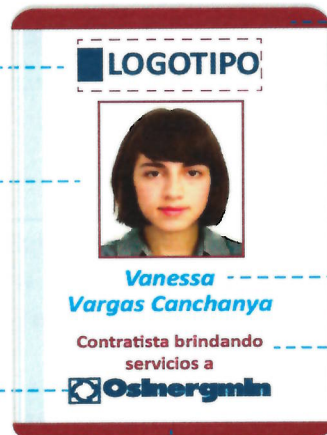 LOGOTIPO
Vanessa
Vargas Canchanya
Contratista brindando
servicios a
Osinergmin